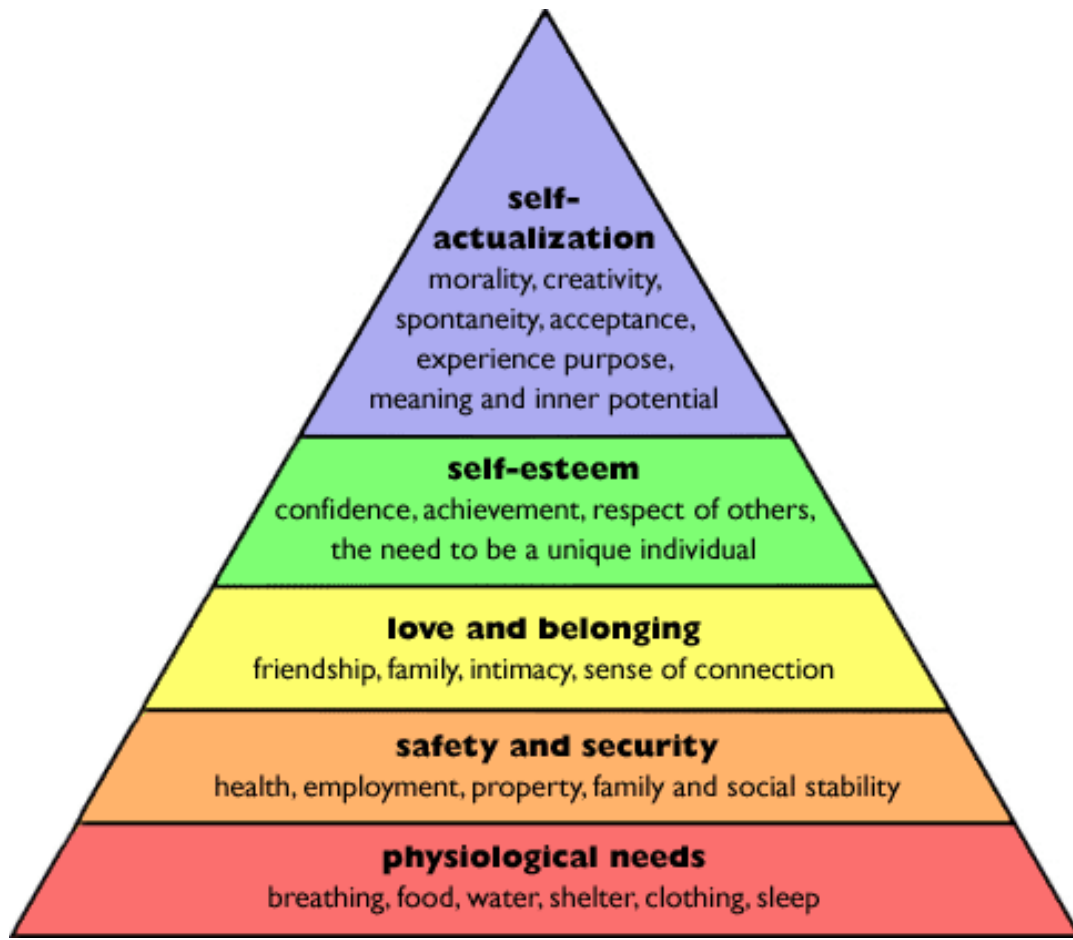 self-
actualization
morality, creativity,
spontaneity, acceptance,
experience purpose,
meaning and inner potential
self-esteem
confidence, achievement, respect of others,
the need to be a unique individual
love and belonging
friendship, family, intimacy, sense of connection
safety and security
health, employment, property, family and social stability
physiological needs
breathing, food, water, shelter, clothing, sleep